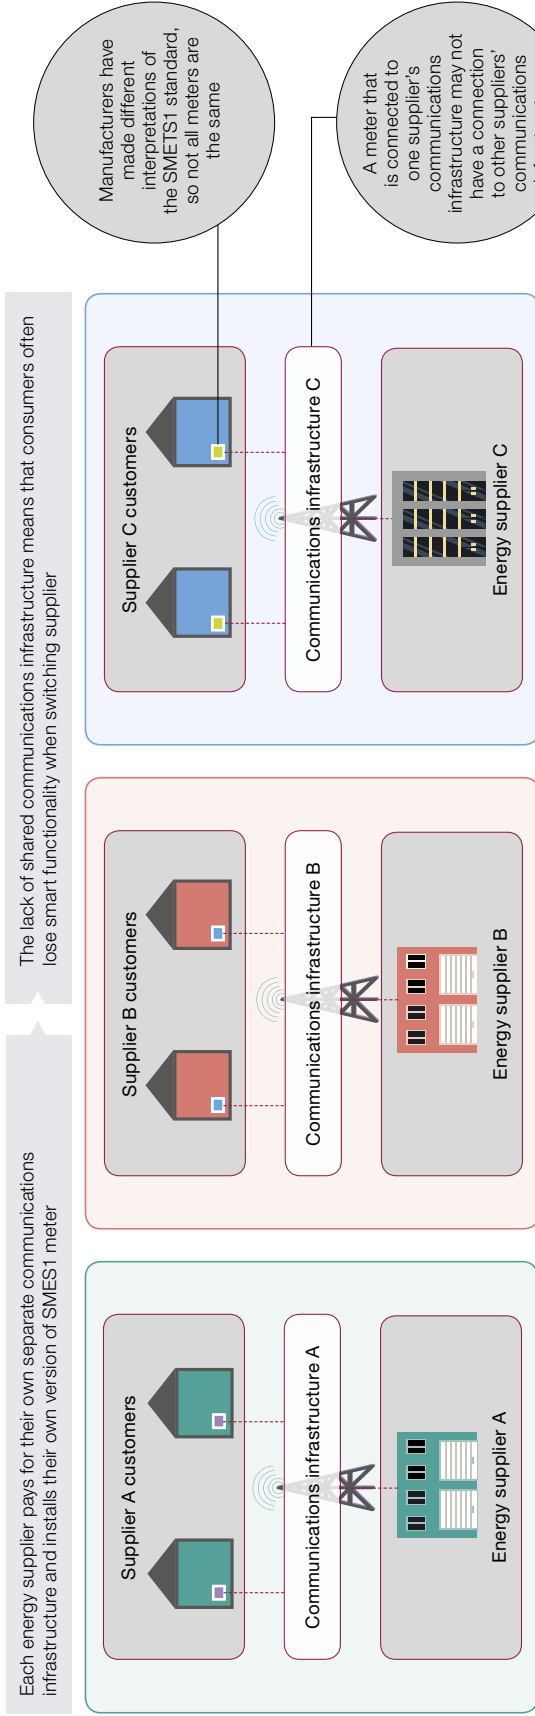 Each energy supplier pays for their own separate communications
infrastructure and installs their own version of SMES1 meter
The lack of shared communications infrastructure means that consumers often
lose smart functionality when switching supplier
Supplier A customers
Communications infrastructure A
Energy supplier A
Supplier B customers
Communications infrastructure B
Energy supplier B
Supplier C customers
Communications infrastructure C
Energy supplier C
Manufacturers have
made different
interpretations of
the SMETS1 standard,
so not all meters are
the same
A meter that
is connected to
one supplier's
communications
infrastructure may not
have a connection
to other suppliers'
communications